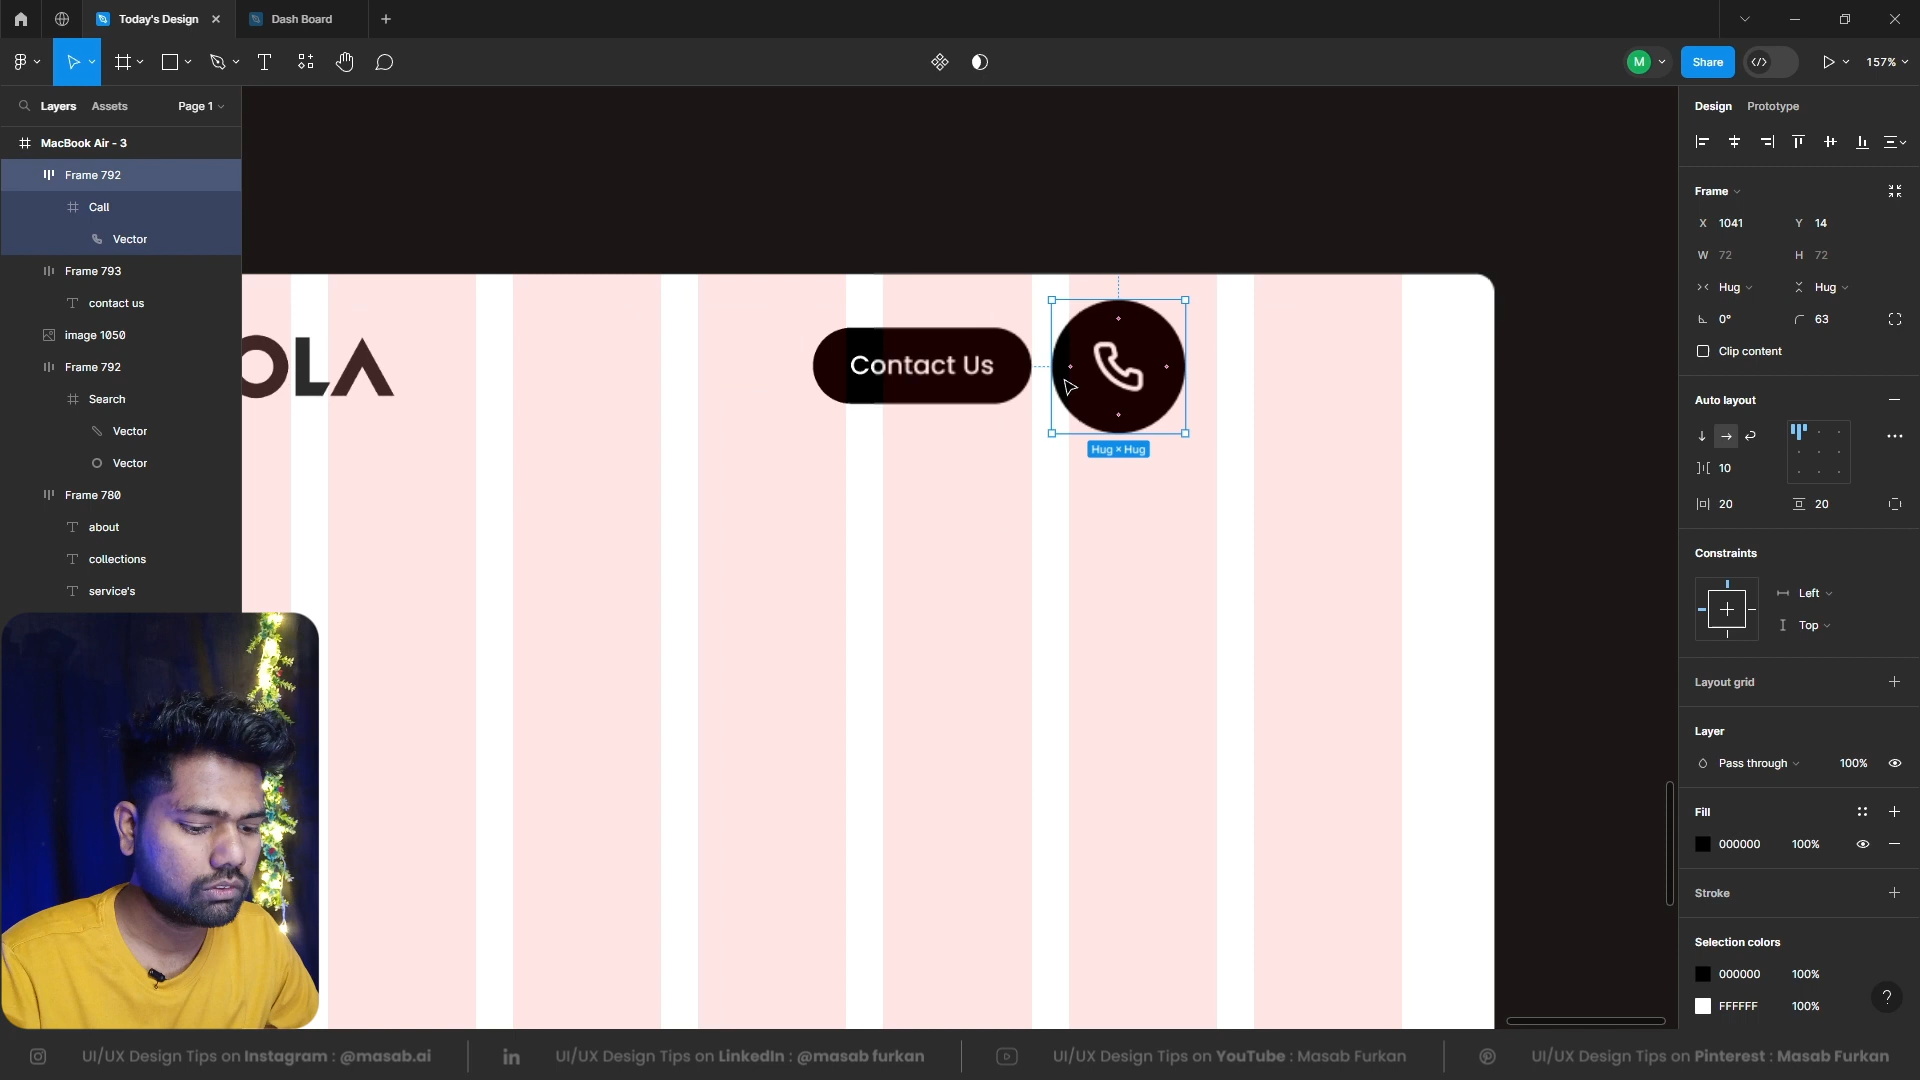 Today's Design
Dash Board
M
Share
157%
Layers
Assets
Page 1
MacBook Air - 3
Frame 792
Call
Vector
Frame 793
contact us
image 1050
Frame 792
Search
Vector
Vector
Frame 780
about
collections
service's
OLA
Contact Us
Hug × Hug
Design
Prototype
Frame
X 1041
Y 14
W 72
H 72
Hug
Hug
0°
63
Clip content
Auto layout
10
20
20
Constraints
Left
Top
Layout grid
Layer
Pass through
100%
Fill
000000
100%
Stroke
Selection colors
000000
100%
FFFFFF
100%
?
UI/UX Design Tips on Instagram : @masab.ai
in
UI/UX Design Tips on LinkedIn : @masab furkan
UI/UX Design Tips on YouTube : Masab Furkan
UI/UX Design Tips on Pinterest : Masab Furkan